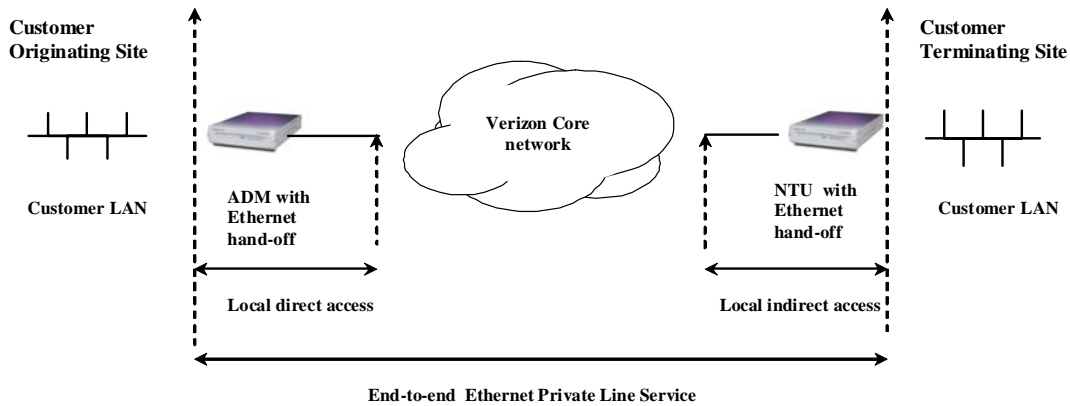 Customer
Originating Site
Customer
Terminating Site
Verizon Core
network
Customer LAN
ADM with
Ethernet
hand-off
NTU with
Ethernet
hand-off
Customer LAN
Local direct access
Local indirect access
End-to-end Ethernet Private Line Service